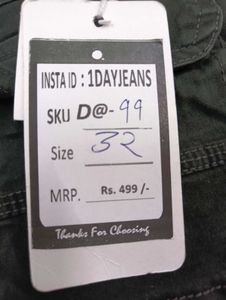 INSTA ID : 1DAYJEANS
SKU D@-99
Size 32
MRP. Rs. 499 /-
Thanks For Choosing